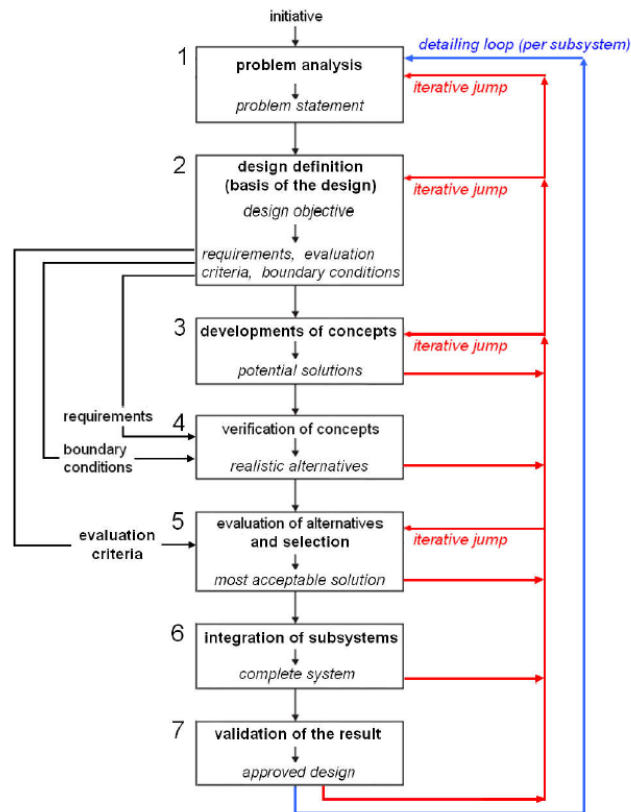 initiative
detailing loop (per subsystem)
1
problem analysis
iterative jump
problem statement
2
design definition
(basis of the design)
iterative jump
design objective
requirements, evaluation
criteria, boundary conditions
3
developments of concepts
iterative jump
potential solutions
requirements
4
verification of concepts
boundary
conditions
realistic alternatives
5
evaluation of alternatives
and selection
evaluation
criteria
iterative jump
most acceptable solution
6
integration of subsystems
complete system
7
validation of the result
approved design